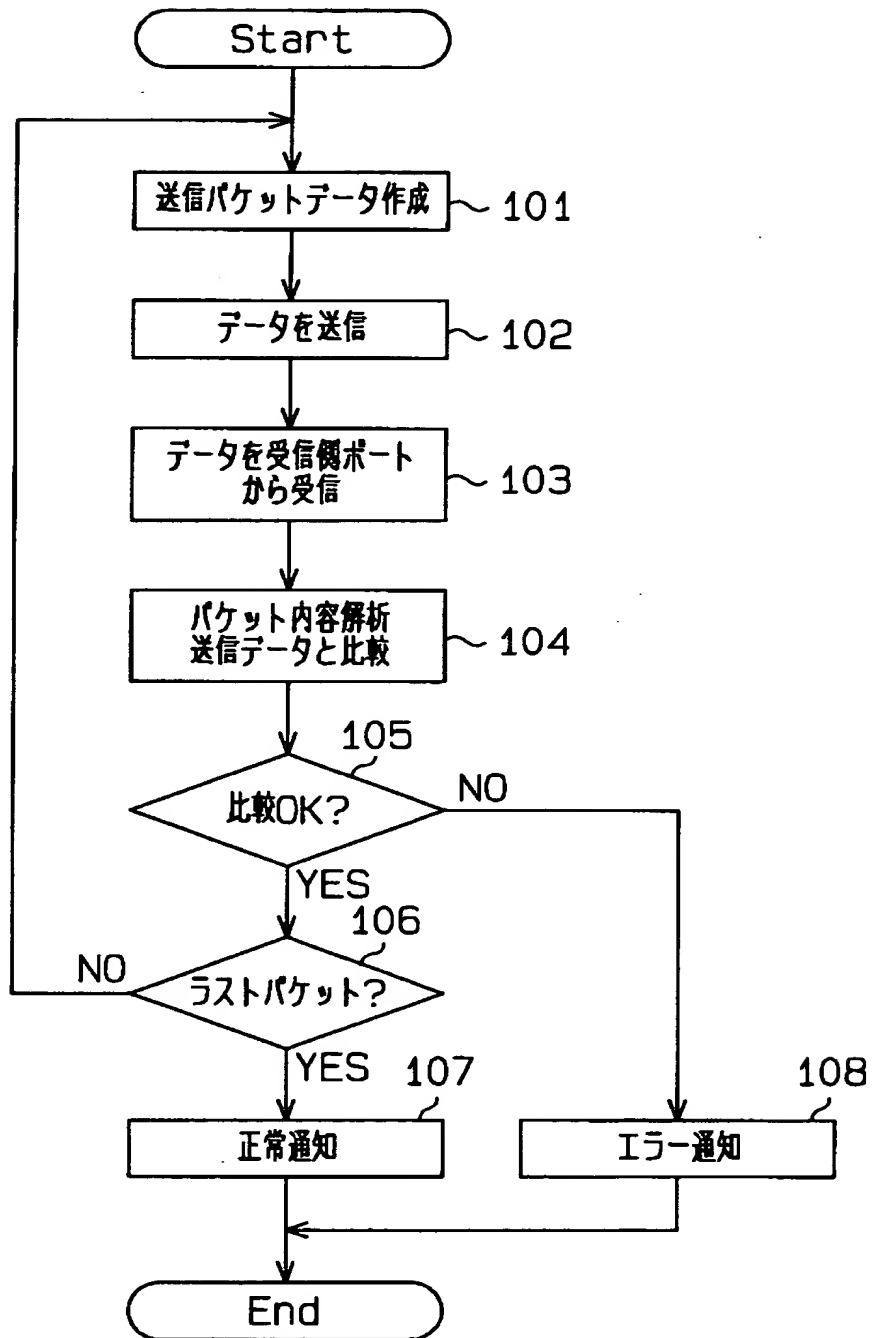 Start
送信パケットデータ作成
101
データを送信
102
データを受信側ポート
から受信
103
パケット内容解析
送信データと比較
104
105
比較OK?
NO
YES
106
ラストパケット?
NO
YES
107
正常通知
108
エラー通知
End